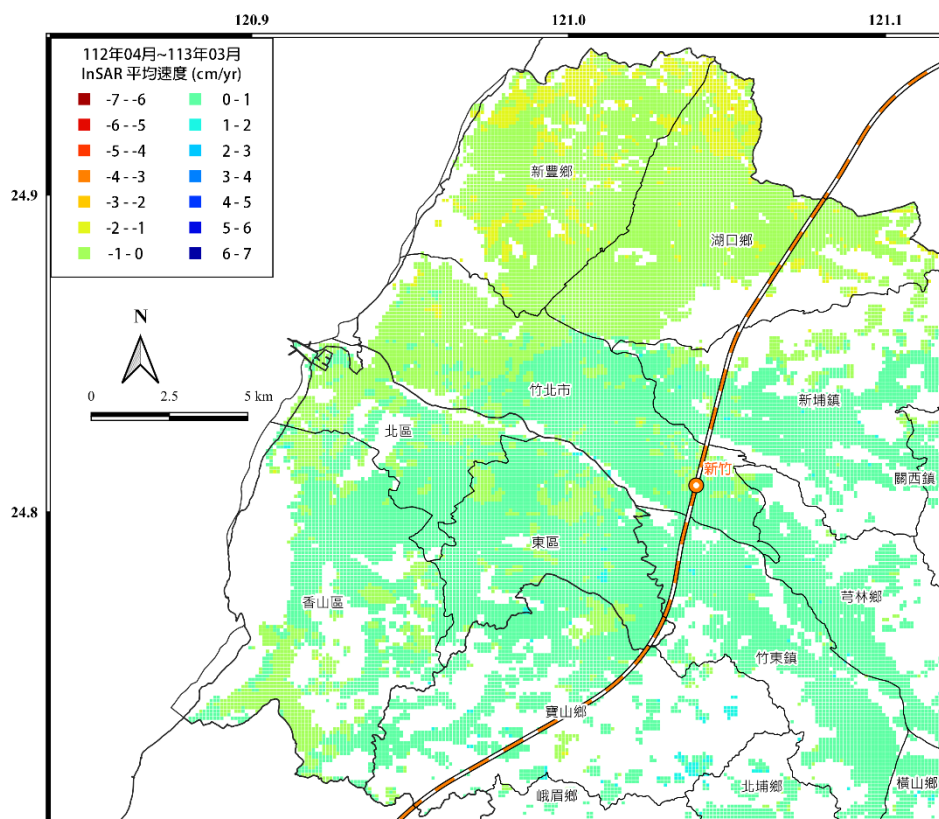 120.9
121.0
121.1
112年04月~113年03月
InSAR 平均速度 (cm/yr)
-7 - -6
0 - 1
-6 - -5
1 - 2
-5 - -4
2 - 3
-4 - -3
3 - 4
-3 - -2
4 - 5
-2 - -1
5 - 6
-1 - 0
6 - 7
24.9
新豐鄉
湖口鄉
N
0
2.5
5 km
竹北市
新埔鎮
北區
新竹
關西鎮
24.8
東區
香山區
芎林鄉
竹東鎮
寶山鄉
峨眉鄉
北埔鄉
橫山鄉